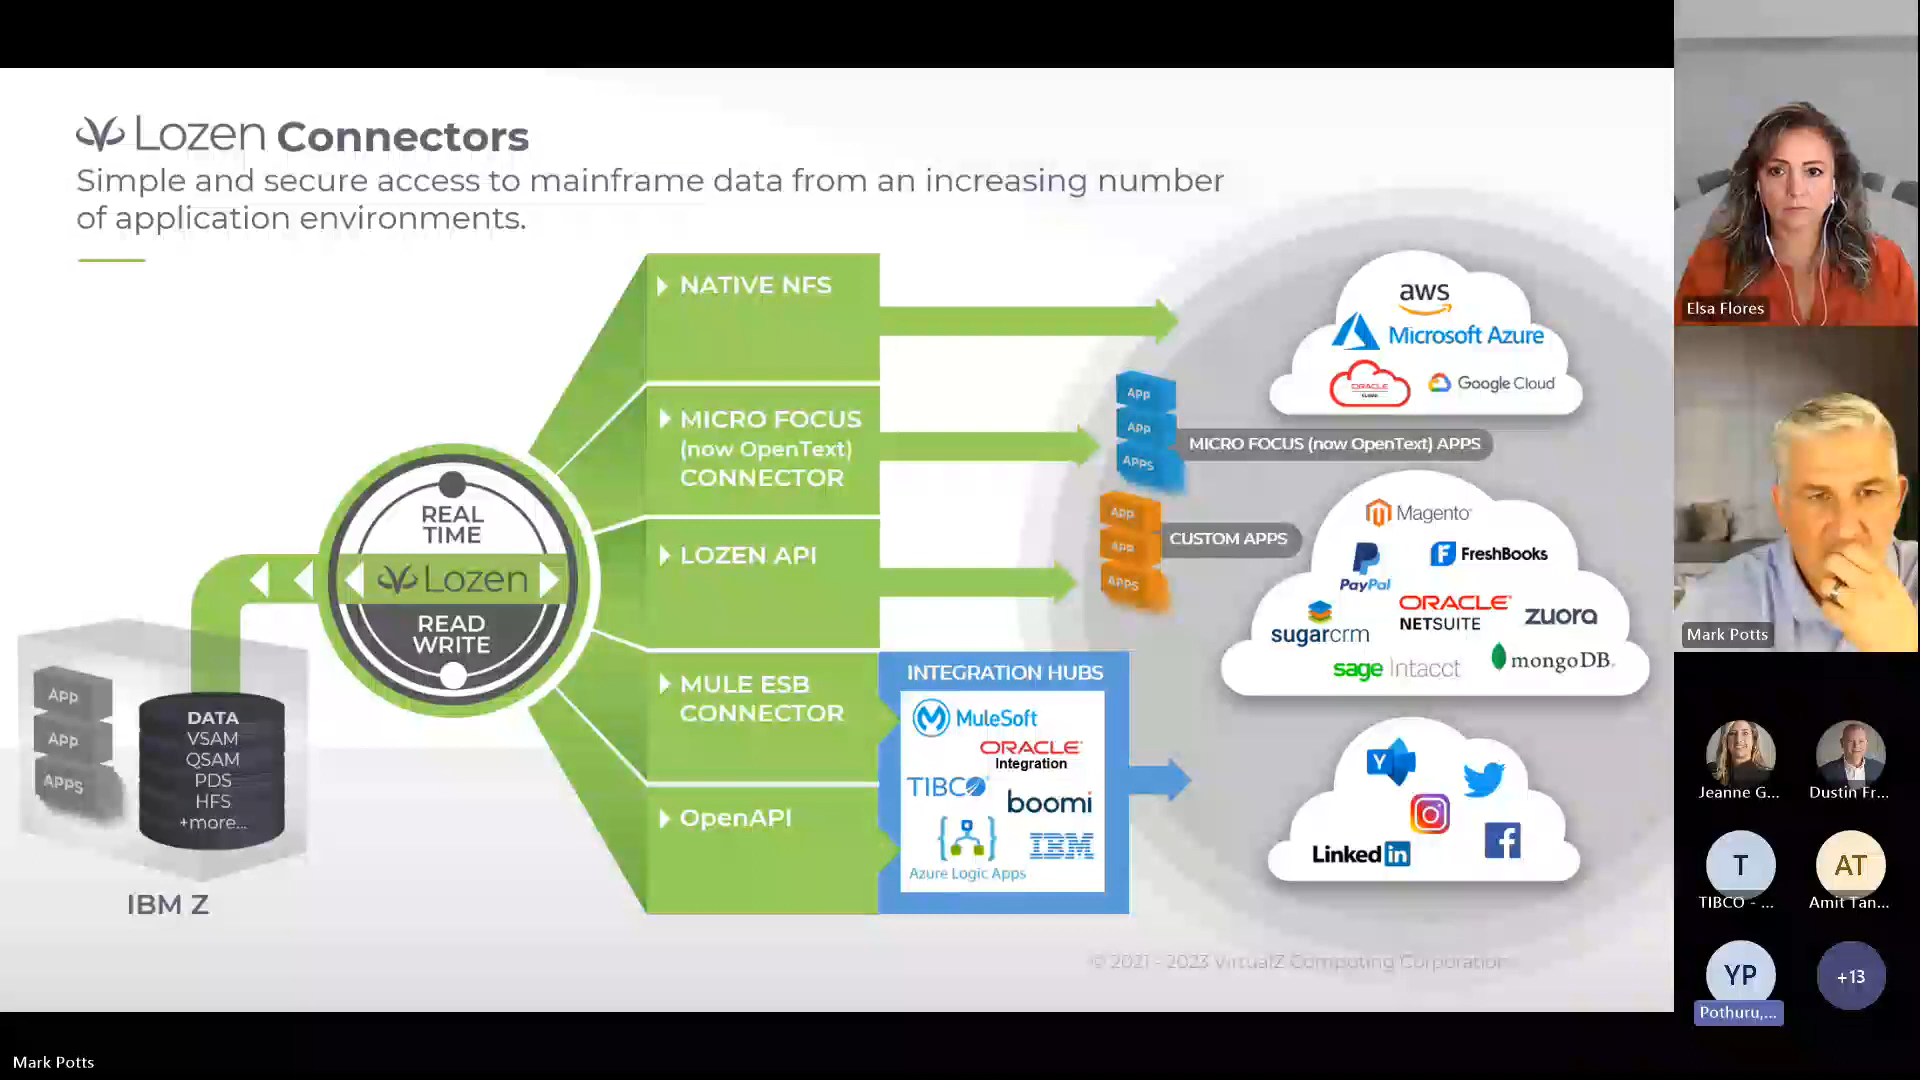 Lozen Connectors
Simple and secure access to mainframe data from an increasing number
of application environments.
NATIVE NFS
MICRO FOCUS
(now OpenText)
CONNECTOR
LOZEN API
MULE ESB
CONNECTOR
OpenAPI
REAL
TIME
Lozen
READ
WRITE
App
App
APPS
DATA
VSAM
QSAM
PDS
HFS
+more...
IBM Z
INTEGRATION HUBS
MuleSoft
ORACLE
Integration
TIBCO
boomi
IBM
Azure Logic Apps
aws
Microsoft Azure
ORACLE
CLOUD
Google Cloud
App
App
APPS
MICRO FOCUS (now OpenText) APPS
App
App
APPS
CUSTOM APPS
Magento
PayPal
FreshBooks
sugarcrm
ORACLE
NETSUITE
zuora
sage Intacct
mongoDB
Linked in
© 2021 - 2023 VirtualZ Computing Corporation
Elsa Flores
Mark Potts
Jeanne G...
Dustin Fr...
T
TIBCO - ...
AT
Amit Tan...
YP
Pothuru,...
+13
Mark Potts